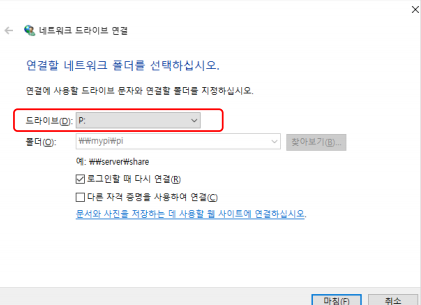 네트워크 드라이브 연결
연결할 네트워크 폴더를 선택하십시오.
연결에 사용할 드라이브 문자와 연결할 폴더를 지정하십시오.
드라이브(D): P:
폴더(O): ₩₩mypi₩pi 찾아보기(B)...
예: ₩₩server₩share
로그인할 때 다시 연결(R)
다른 자격 증명을 사용하여 연결(C)
문서와 사진을 저장하는 데 사용할 웹 사이트에 연결하십시오.
마침(F) 취소